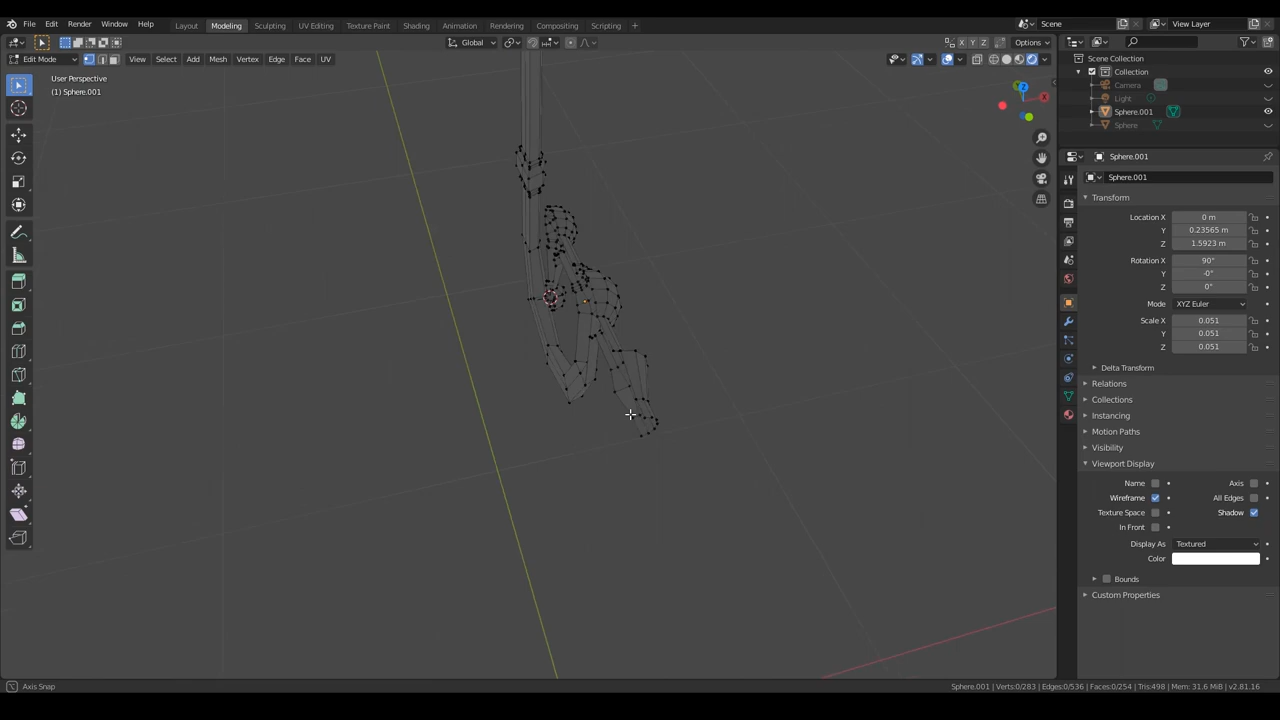 File Edit Render Window Help Layout Modeling Sculpting UV Editing Texture Paint Shading Animation Rendering Compositing Scripting + Scene View Layer
Global Options
Edit Mode View Select Add Mesh Vertex Edge Face UV X Y Z
User Perspective
(1) Sphere.001
Scene Collection
Collection
Camera
Light
Sphere.001
Sphere
Sphere.001
Sphere.001
Transform
Location X 0 m
Y 0.23565 m
Z 1.5923 m
Rotation X 90°
Y -0°
Z 0°
Mode XYZ Euler
Scale X 0.051
Y 0.051
Z 0.051
Delta Transform
Relations
Collections
Instancing
Motion Paths
Visibility
Viewport Display
Name Axis
Wireframe All Edges
Texture Space Shadow
In Front
Display As Textured
Color
Bounds
Custom Properties
Axis Snap Sphere.001 | Verts:0/283 | Edges:0/536 | Faces:0/254 | Tris:498 | Mem: 31.6 MiB | v2.81.16